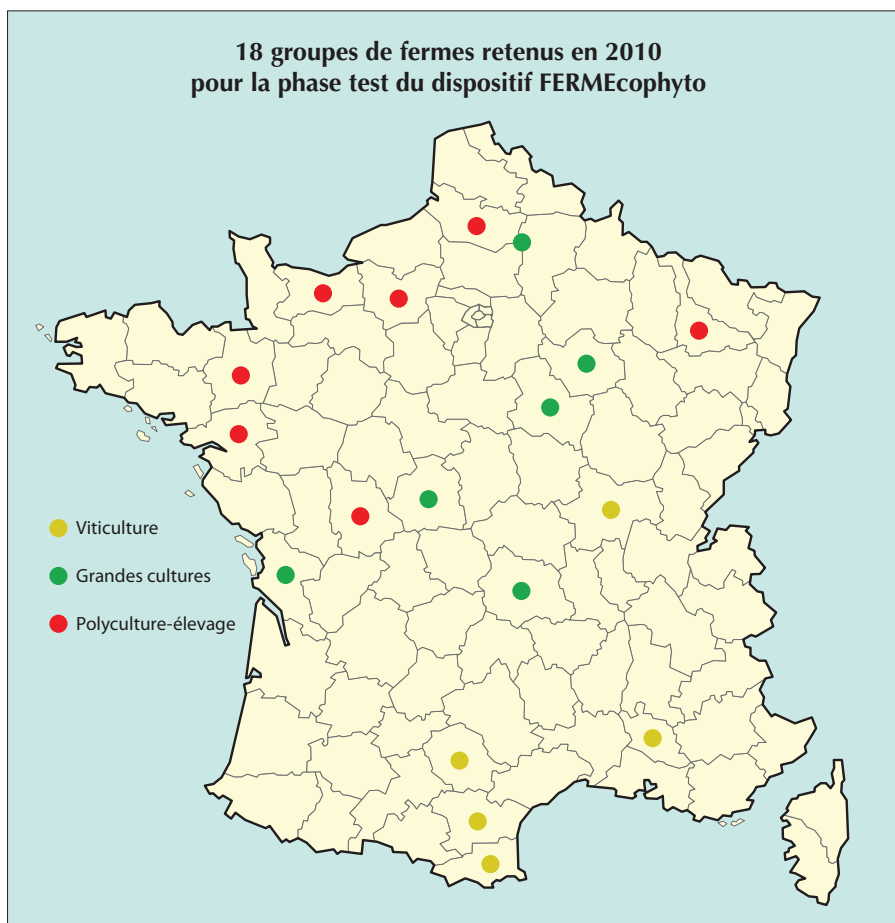 18 groupes de fermes retenus en 2010
pour la phase test du dispositif FERMEcophyto
Viticulture
Grandes cultures
Polyculture-élevage